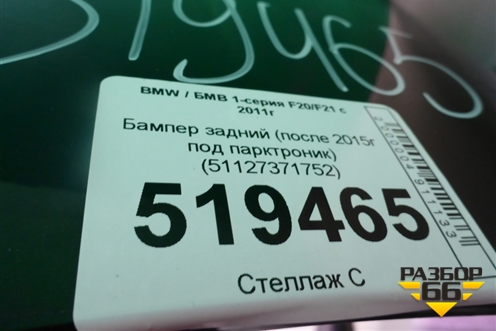 519465
BMW / БМВ 1-серия F20/F21 с
2011г
Бампер задний (после 2015г
под парктроник)
(51127371752)
519465
Стеллаж С
РАЗБОР
66